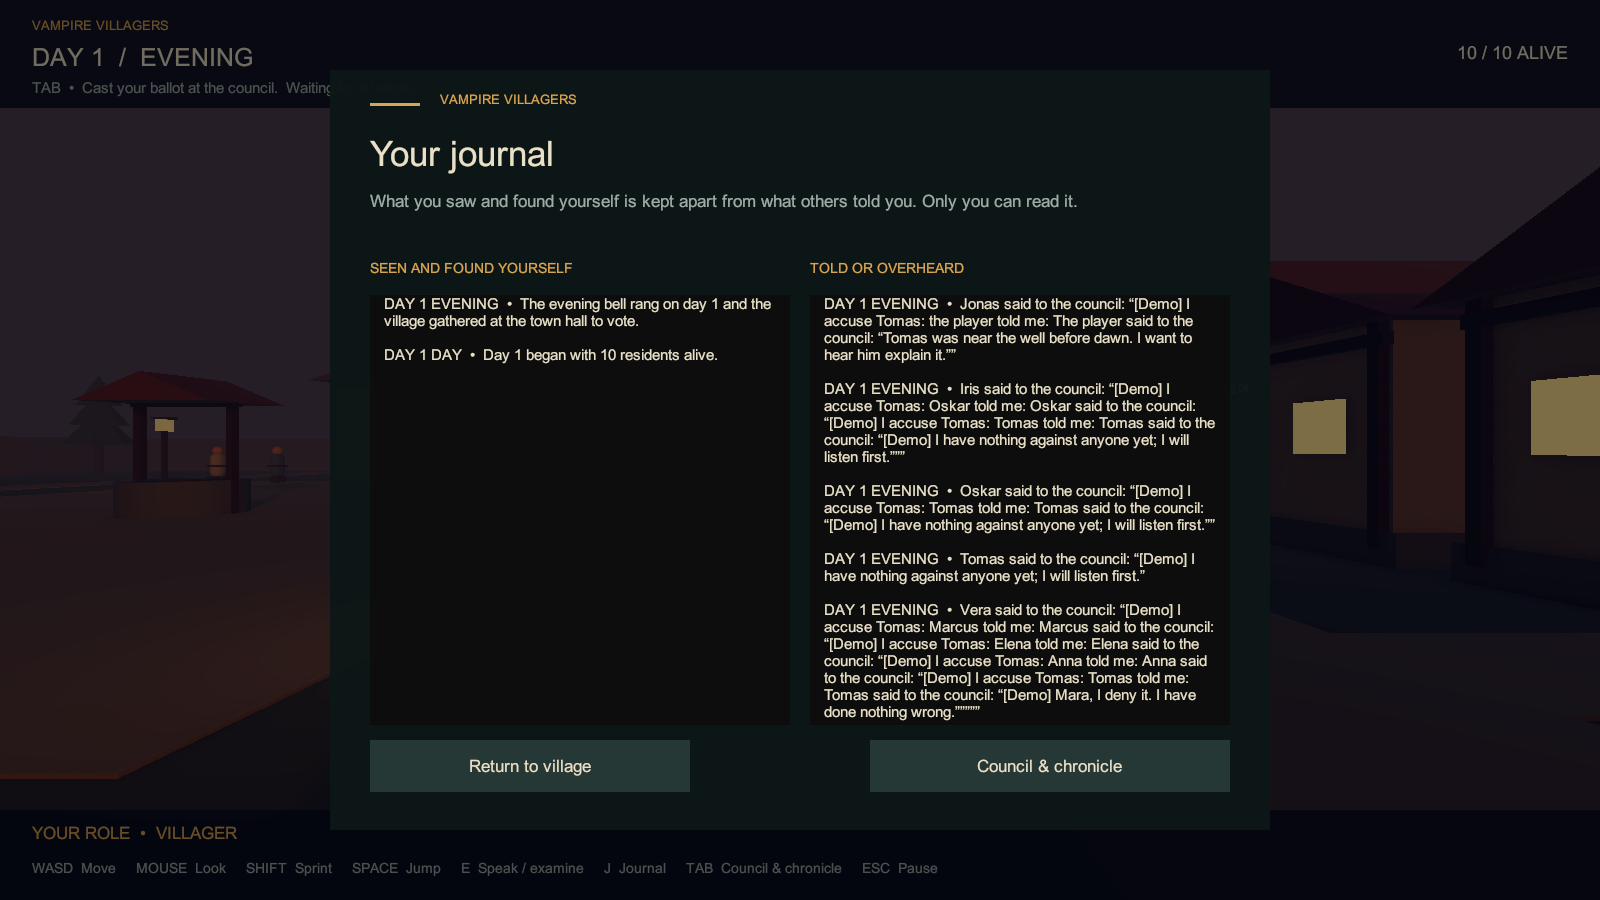 VAMPIRE VILLAGERS
DAY 1 / EVENING
TAB • Cast your ballot at the council. Waiting
10 / 10 ALIVE
VAMPIRE VILLAGERS
Your journal
What you saw and found yourself is kept apart from what others told you. Only you can read it.
SEEN AND FOUND YOURSELF
DAY 1 EVENING • The evening bell rang on day 1 and the
village gathered at the town hall to vote.
DAY 1 DAY • Day 1 began with 10 residents alive.
TOLD OR OVERHEARD
DAY 1 EVENING • Jonas said to the council: “[Demo] I
accuse Tomas: the player told me: The player said to the
council: “Tomas was near the well before dawn. I want to
hear him explain it.””
DAY 1 EVENING • Iris said to the council: “[Demo] I
accuse Tomas: Oskar told me: Oskar said to the council:
“[Demo] I accuse Tomas: Tomas told me: Tomas said to the
council: “[Demo] I have nothing against anyone yet; I will
listen first.”””
DAY 1 EVENING • Oskar said to the council: “[Demo] I
accuse Tomas: Tomas told me: Tomas said to the council:
“[Demo] I have nothing against anyone yet; I will listen first.””
DAY 1 EVENING • Tomas said to the council: “[Demo] I
have nothing against anyone yet; I will listen first.”
DAY 1 EVENING • Vera said to the council: “[Demo] I
accuse Tomas: Marcus told me: Marcus said to the council:
“[Demo] I accuse Tomas: Elena told me: Elena said to the
council: “[Demo] I accuse Tomas: Anna told me: Anna said
to the council: “[Demo] I accuse Tomas: Tomas told me:
Tomas said to the council: “[Demo] Mara, I deny it. I have
done nothing wrong.”””””
Return to village
Council & chronicle
YOUR ROLE • VILLAGER
WASD Move MOUSE Look SHIFT Sprint SPACE Jump E Speak / examine J Journal TAB Council & chronicle ESC Pause